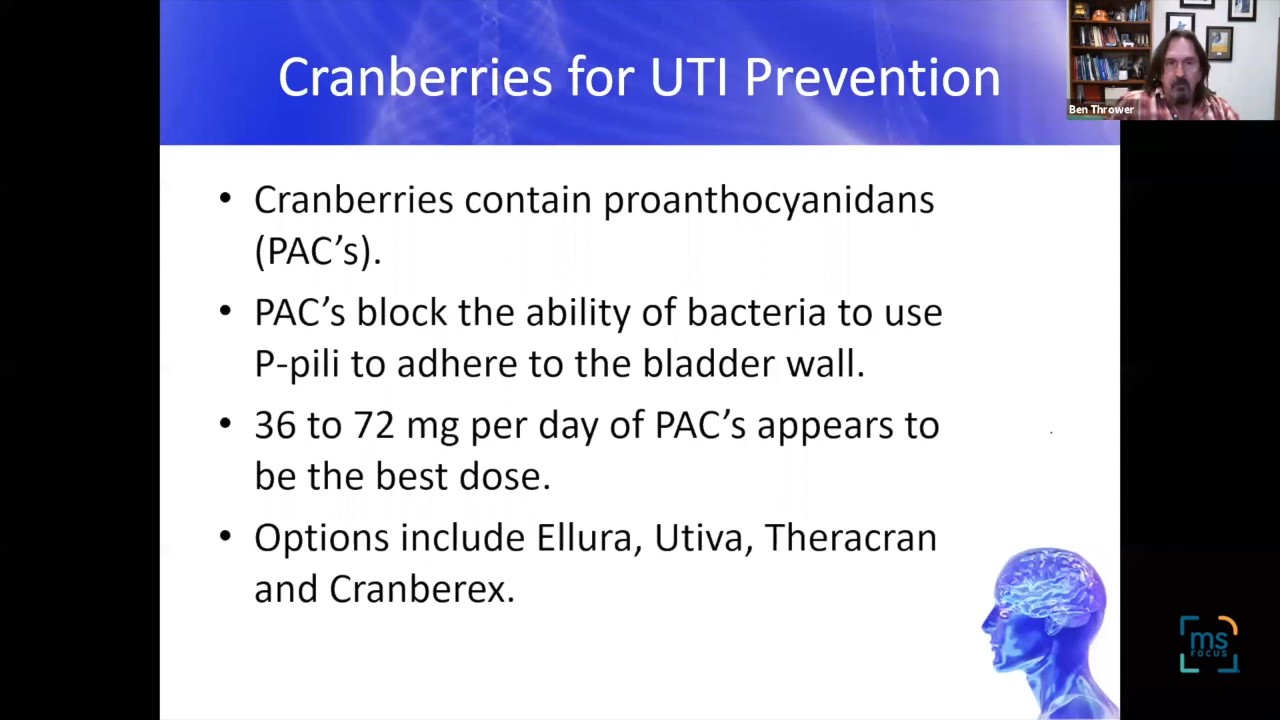 Cranberries for UTI Prevention
Ben Thrower
• Cranberries contain proanthocyanidans
(PAC’s).
• PAC’s block the ability of bacteria to use
P-pili to adhere to the bladder wall.
• 36 to 72 mg per day of PAC’s appears to
be the best dose.
• Options include Ellura, Utiva, Theracran
and Cranberex.
ms
FOCUS